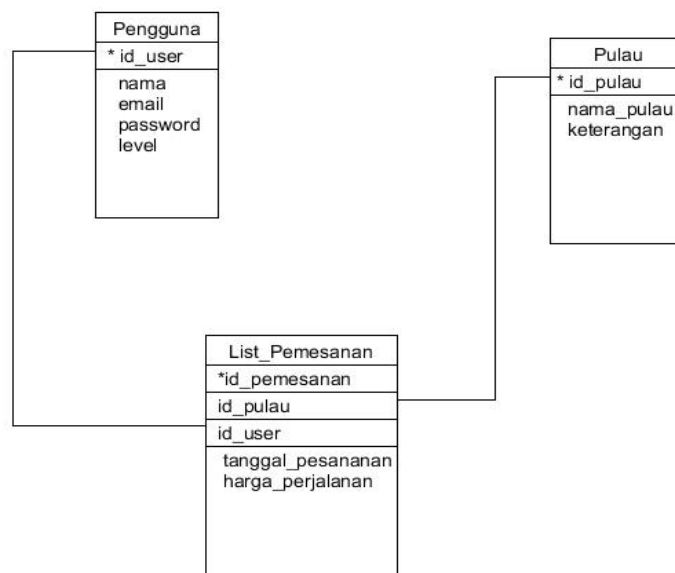 Pengguna
* id_user
nama
email
password
level
Pulau
* id_pulau
nama_pulau
keterangan
List_Pemesanan
*id_pemesanan
id_pulau
id_user
tanggal_pesananan
harga_perjalanan